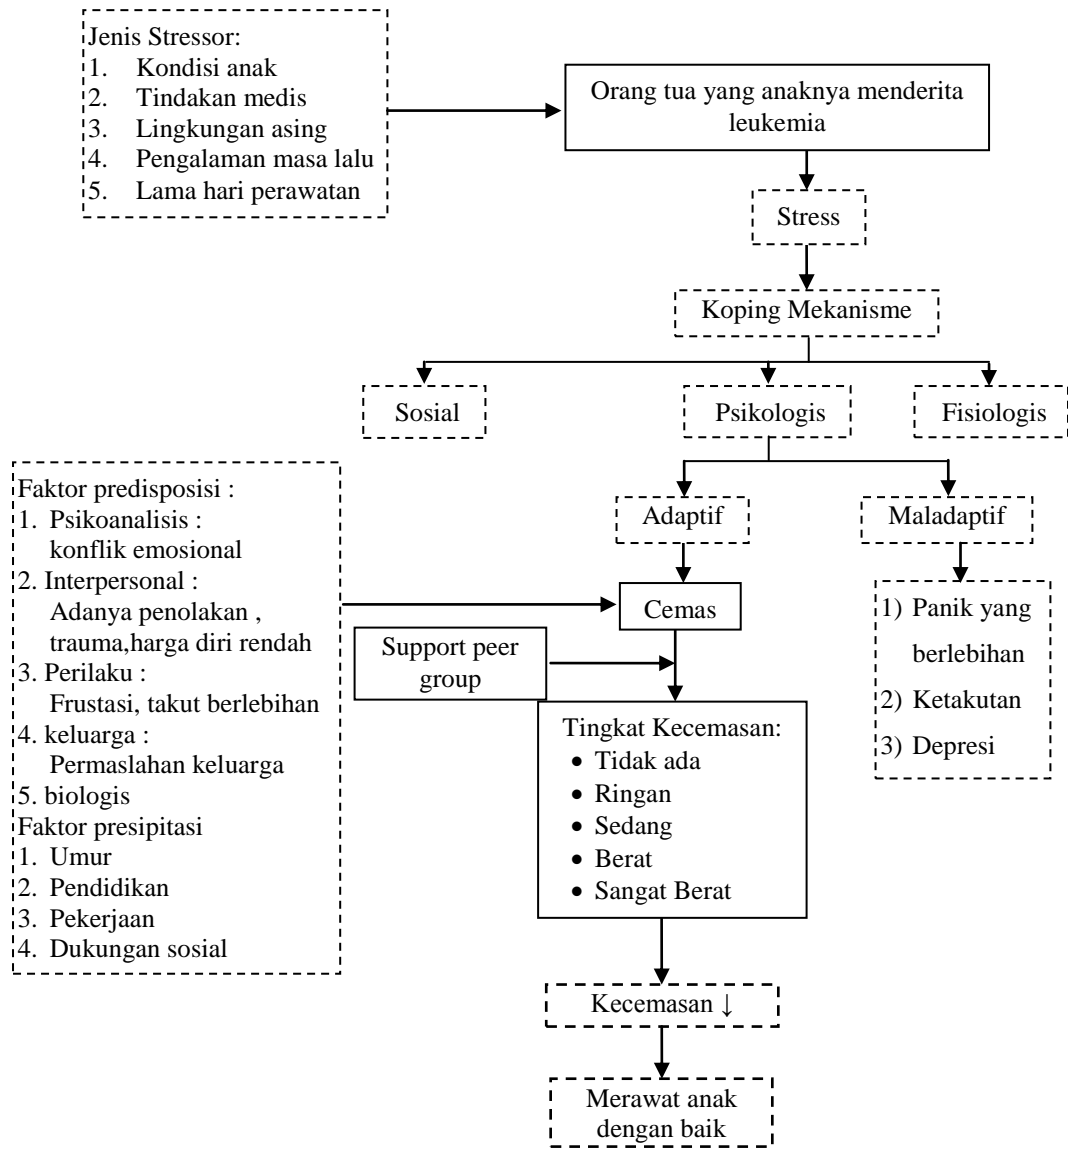 Jenis Stressor:
1. Kondisi anak
2. Tindakan medis
3. Lingkungan asing
4. Pengalaman masa lalu
5. Lama hari perawatan
Orang tua yang anaknya menderita
leukemia
Stress
Koping Mekanisme
Sosial
Psikologis
Fisiologis
Adaptif
Maladaptif
Faktor predisposisi :
1. Psikoanalisis :
konflik emosional
2. Interpersonal :
Adanya penolakan ,
trauma,harga diri rendah
3. Perilaku :
Frustasi, takut berlebihan
4. keluarga :
Permaslahan keluarga
5. biologis
Faktor presipitasi
1. Umur
2. Pendidikan
3. Pekerjaan
4. Dukungan sosial
Cemas
Support peer
group
1) Panik yang
berlebihan
2) Ketakutan
3) Depresi
Tingkat Kecemasan:
• Tidak ada
• Ringan
• Sedang
• Berat
• Sangat Berat
Kecemasan ↓
Merawat anak
dengan baik